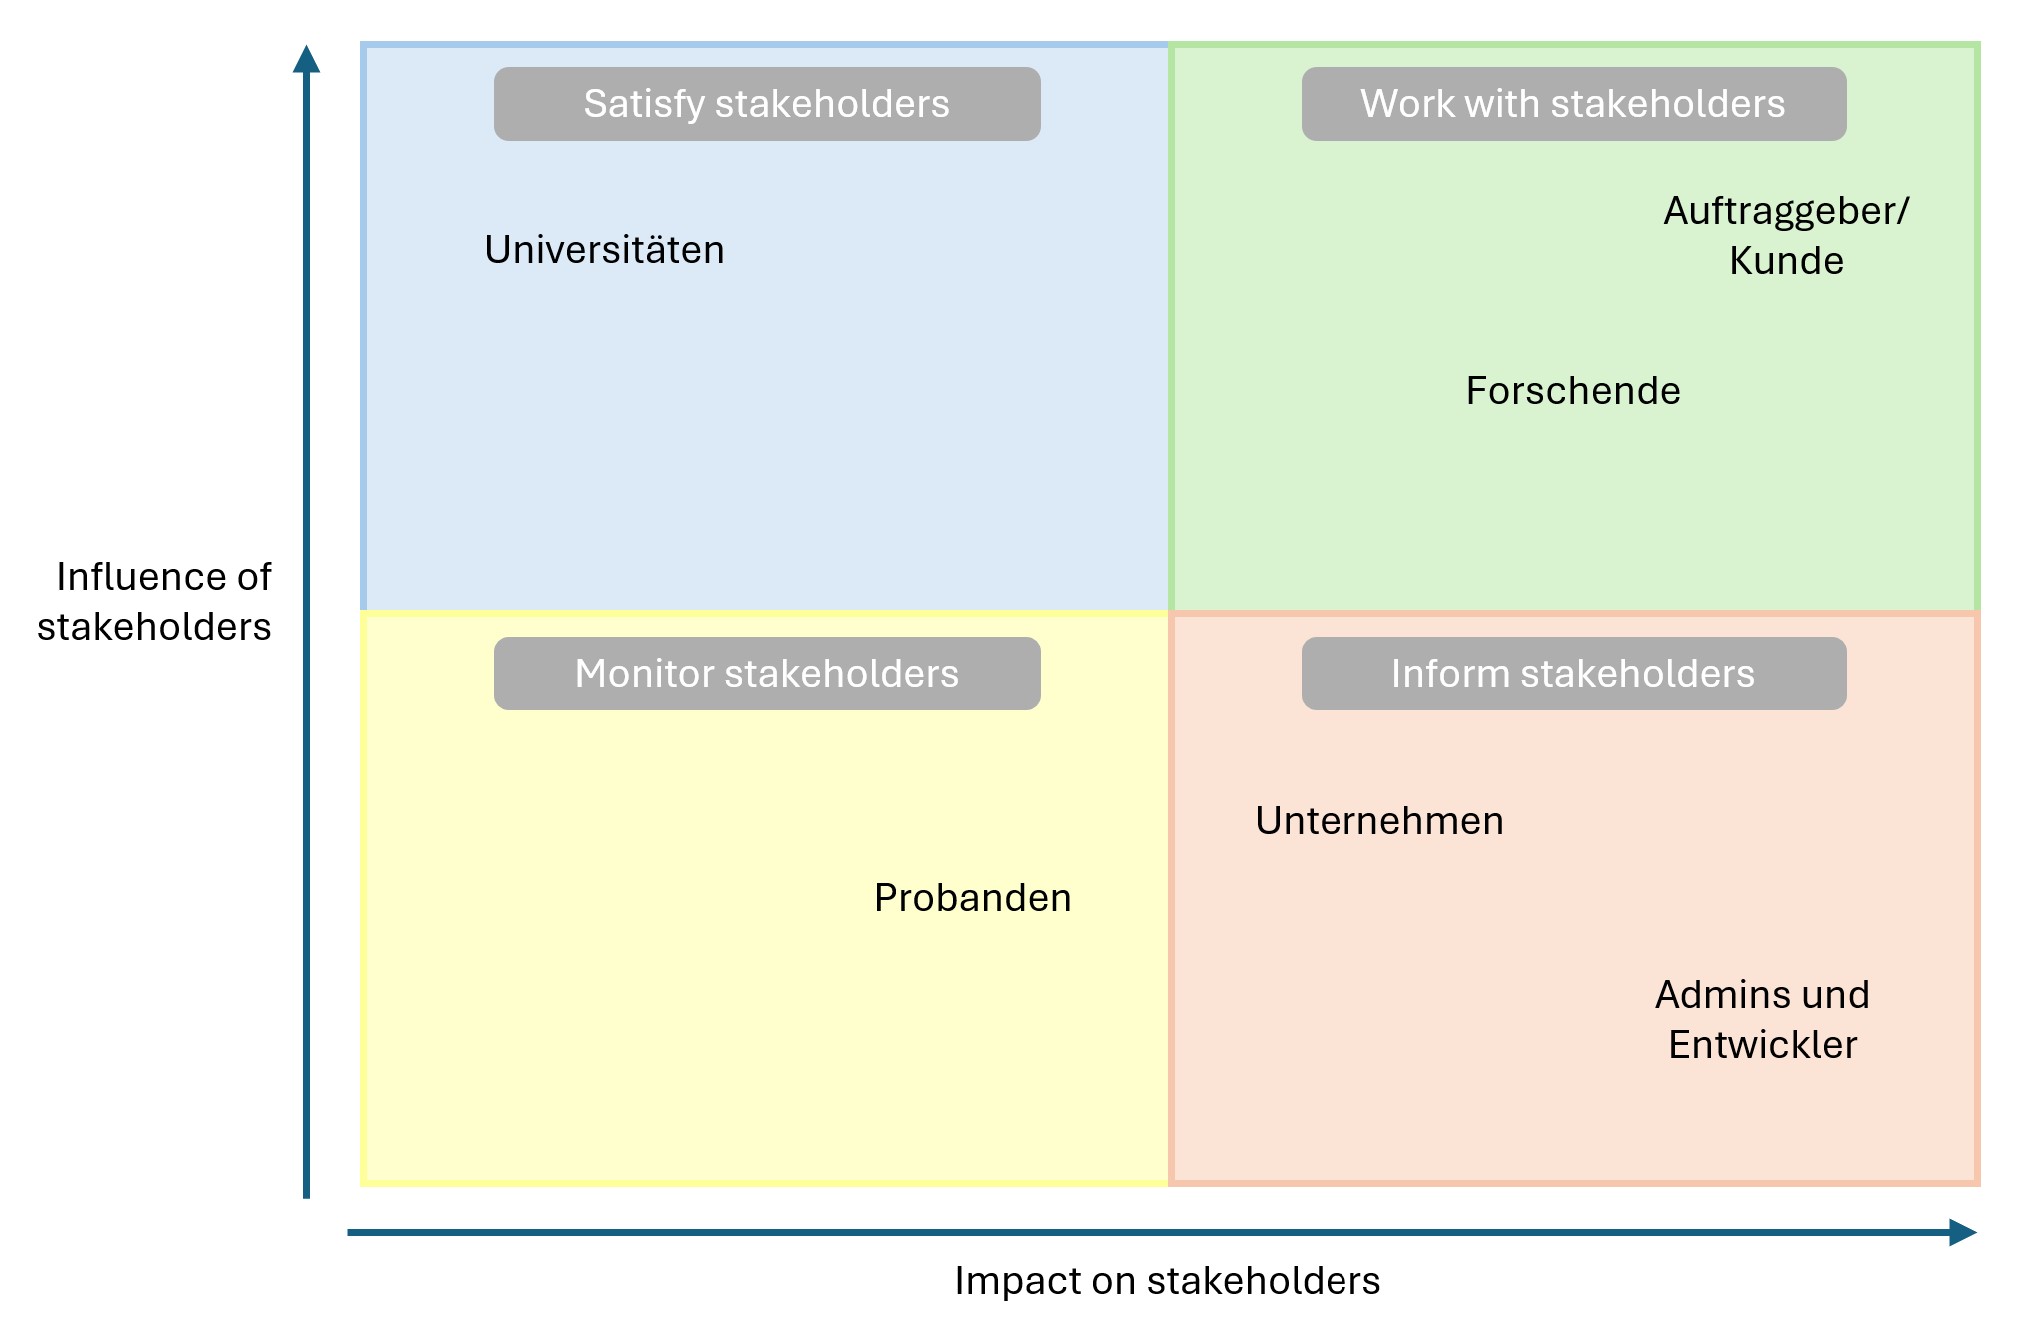 Satisfy stakeholders
Work with stakeholders
Universitäten
Auftraggeber/
Kunde
Forschende
Influence of
stakeholders
Monitor stakeholders
Inform stakeholders
Unternehmen
Probanden
Admins und
Entwickler
Impact on stakeholders